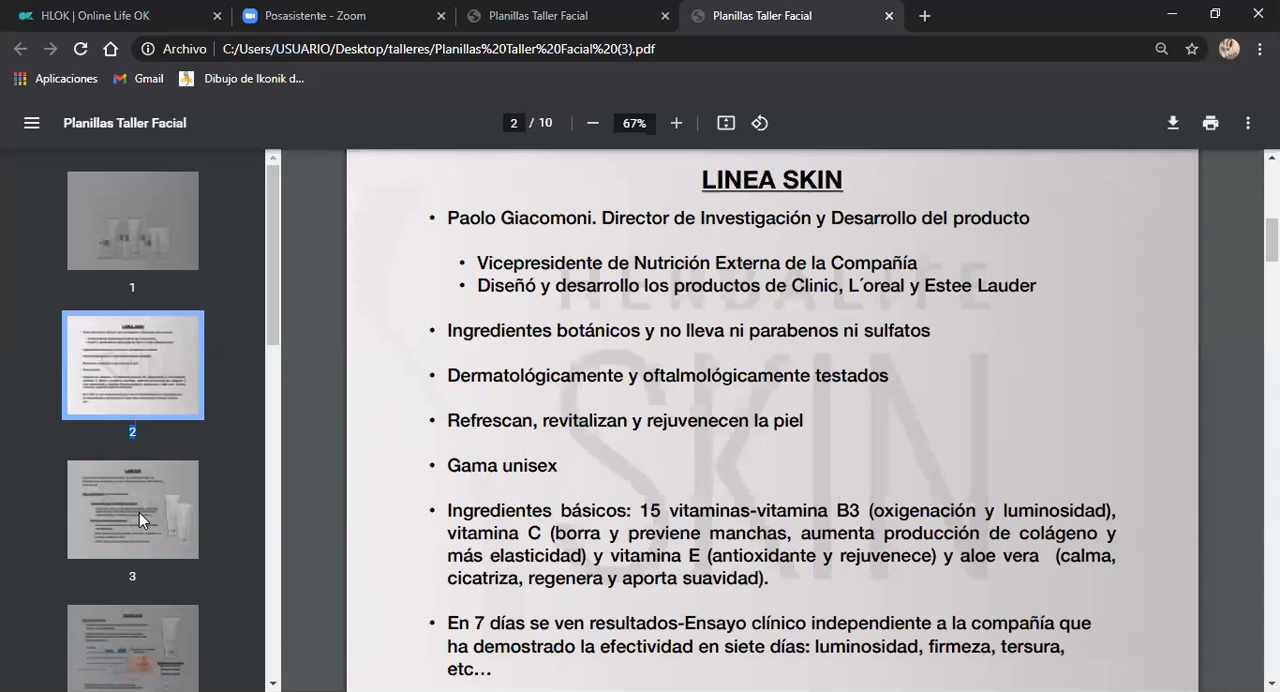 HLOK | Online Life OK
Posasistente - Zoom
Planillas Taller Facial
Planillas Taller Facial
Archivo
C:/Users/USUARIO/Desktop/talleres/Planillas%20Taller%20Facial%20(3).pdf
Aplicaciones
Gmail
Dibujo de Ikonik d...
Planillas Taller Facial
2 / 10
67%
1
2
3
HERBALIFE
SKIN
LINEA SKIN
• Paolo Giacomoni. Director de Investigación y Desarrollo del producto
• Vicepresidente de Nutrición Externa de la Compañía
• Diseñó y desarrollo los productos de Clinic, L´oreal y Estee Lauder
• Ingredientes botánicos y no lleva ni parabenos ni sulfatos
• Dermatológicamente y oftalmológicamente testados
• Refrescan, revitalizan y rejuvenecen la piel
• Gama unisex
• Ingredientes básicos: 15 vitaminas-vitamina B3 (oxigenación y luminosidad),
vitamina C (borra y previene manchas, aumenta producción de colágeno y
más elasticidad) y vitamina E (antioxidante y rejuvenece) y aloe vera (calma,
cicatriza, regenera y aporta suavidad).
• En 7 días se ven resultados-Ensayo clínico independiente a la compañía que
ha demostrado la efectividad en siete días: luminosidad, firmeza, tersura,
etc...